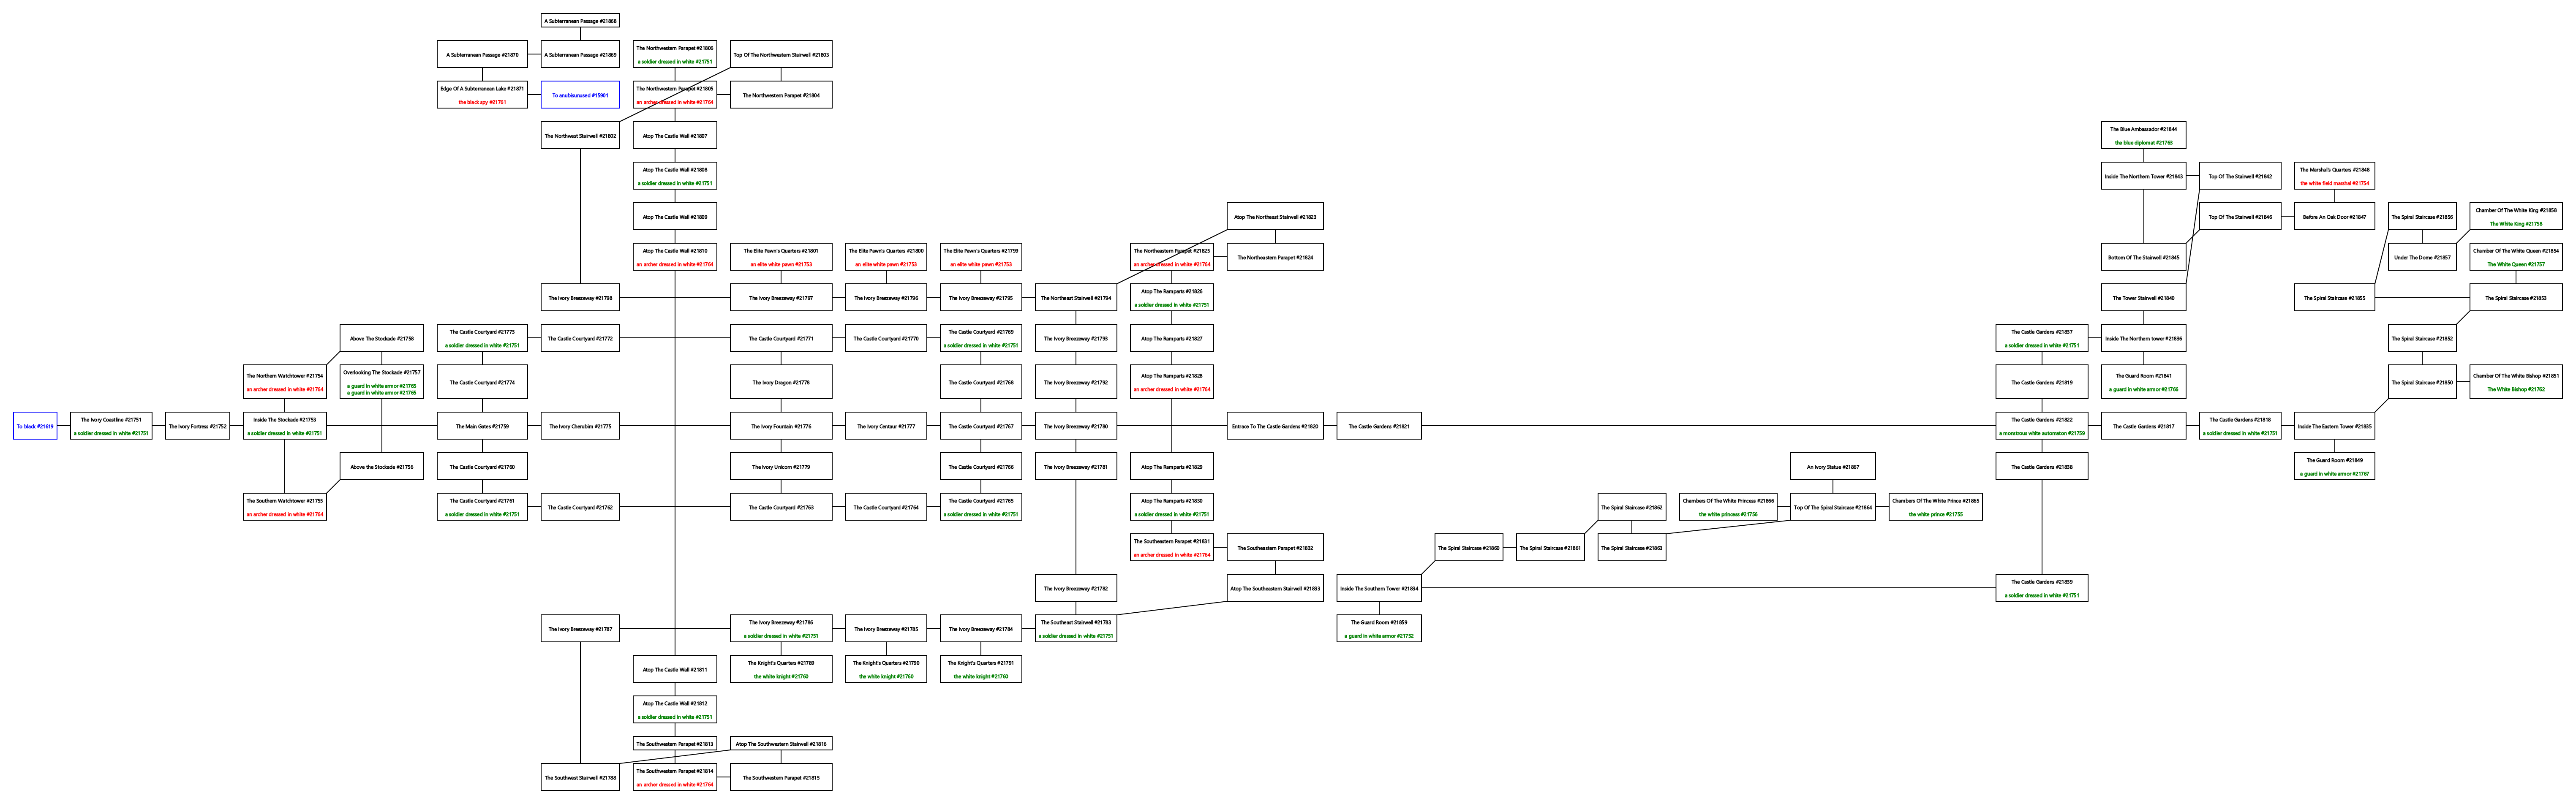 A Subterranean Passage #21868
A Subterranean Passage #21870
A Subterranean Passage #21869
The Northwestern Parapet #21806
a soldier dressed in white #21751
Top Of The Northwestern Stairwell #21803
Edge Of A Subterranean Lake #21871
the black spy #21761
To anubisunused #15901
The Northwestern Parapet #21805
an archer dressed in white #21764
The Northwestern Parapet #21804
The Northwest Stairwell #21802
Atop The Castle Wall #21807
The Blue Ambassador #21844
the blue diplomat #21763
Atop The Castle Wall #21808
a soldier dressed in white #21751
Inside The Northern Tower #21843
Top Of The Stairwell #21842
The Marshal's Quarters #21848
the white field marshal #21754
Atop The Castle Wall #21809
Atop The Northeast Stairwell #21823
Top Of The Stairwell #21846
Before An Oak Door #21847
The Spiral Staircase #21856
Chamber Of The White King #21858
The White King #21758
Atop The Castle Wall #21810
an archer dressed in white #21764
The Elite Pawn's Quarters #21801
an elite white pawn #21753
The Elite Pawn's Quarters #21800
an elite white pawn #21753
The Elite Pawn's Quarters #21799
an elite white pawn #21753
The Northeastern Parapet #21825
an archer dressed in white #21764
The Northeastern Parapet #21824
Bottom Of The Stairwell #21845
Under The Dome #21857
Chamber Of The White Queen #21854
The White Queen #21757
The Ivory Breezeway #21798
The Ivory Breezeway #21797
The Ivory Breezeway #21796
The Ivory Breezeway #21795
The Northeast Stairwell #21794
Atop The Ramparts #21826
a soldier dressed in white #21751
The Tower Stairwell #21840
The Spiral Staircase #21855
The Spiral Staircase #21853
Above The Stockade #21758
The Castle Courtyard #21773
a soldier dressed in white #21751
The Castle Courtyard #21772
The Castle Courtyard #21771
The Castle Courtyard #21770
The Castle Courtyard #21769
a soldier dressed in white #21751
The Ivory Breezeway #21793
Atop The Ramparts #21827
The Castle Gardens #21837
a soldier dressed in white #21751
Inside The Northern tower #21836
The Spiral Staircase #21852
The Northern Watchtower #21754
an archer dressed in white #21764
Overlooking The Stockade #21757
a guard in white armor #21765
a guard in white armor #21765
The Castle Courtyard #21774
The Ivory Dragon #21778
The Castle Courtyard #21768
The Ivory Breezeway #21792
Atop The Ramparts #21828
an archer dressed in white #21764
The Castle Gardens #21819
The Guard Room #21841
a guard in white armor #21766
The Spiral Staircase #21850
Chamber Of The White Bishop #21851
The White Bishop #21762
To black #21619
The Ivory Coastline #21751
a soldier dressed in white #21751
The Ivory Fortress #21752
Inside The Stockade #21753
a soldier dressed in white #21751
The Main Gates #21759
The Ivory Cherubim #21775
The Ivory Fountain #21776
The Ivory Centaur #21777
The Castle Courtyard #21767
The Ivory Breezeway #21780
Entrace To The Castle Gardens #21820
The Castle Gardens #21821
The Castle Gardens #21822
a monstrous white automaton #21759
The Castle Gardens #21817
The Castle Gardens #21818
a soldier dressed in white #21751
Inside The Eastern Tower #21835
Above the Stockade #21756
The Castle Courtyard #21760
The Ivory Unicorn #21779
The Castle Courtyard #21766
The Ivory Breezeway #21781
Atop The Ramparts #21829
An Ivory Statue #21867
The Castle Gardens #21838
The Guard Room #21849
a guard in white armor #21767
The Southern Watchtower #21755
an archer dressed in white #21764
The Castle Courtyard #21761
a soldier dressed in white #21751
The Castle Courtyard #21762
The Castle Courtyard #21763
The Castle Courtyard #21764
The Castle Courtyard #21765
a soldier dressed in white #21751
Atop The Ramparts #21830
a soldier dressed in white #21751
The Spiral Staircase #21862
Chambers Of The White Princess #21866
the white princess #21756
Top Of The Spiral Staircase #21864
Chambers Of The White Prince #21865
the white prince #21755
The Southeastern Parapet #21831
an archer dressed in white #21764
The Southeastern Parapet #21832
The Spiral Staircase #21860
The Spiral Staircase #21861
The Spiral Staircase #21863
The Ivory Breezeway #21782
Atop The Southeastern Stairwell #21833
Inside The Southern Tower #21834
The Castle Gardens #21839
a soldier dressed in white #21751
The Ivory Breezeway #21787
The Ivory Breezeway #21786
a soldier dressed in white #21751
The Ivory Breezeway #21785
The Ivory Breezeway #21784
The Southeast Stairwell #21783
a soldier dressed in white #21751
The Guard Room #21859
a guard in white armor #21752
Atop The Castle Wall #21811
The Knight's Quarters #21789
the white knight #21760
The Knight's Quarters #21790
the white knight #21760
The Knight's Quarters #21791
the white knight #21760
Atop The Castle Wall #21812
a soldier dressed in white #21751
The Southwestern Parapet #21813
Atop The Southwestern Stairwell #21816
The Southwest Stairwell #21788
The Southwestern Parapet #21814
an archer dressed in white #21764
The Southwestern Parapet #21815